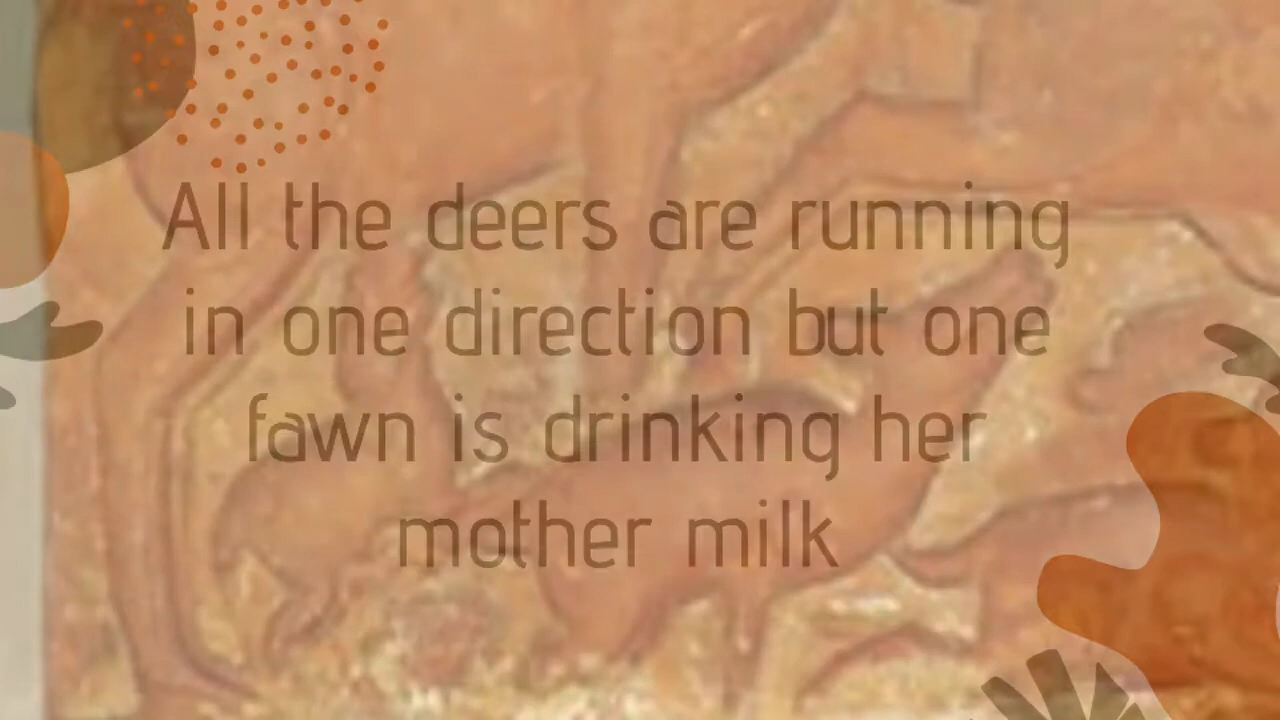 All the deers are running
in one direction but one
fawn is drinking her
mother milk